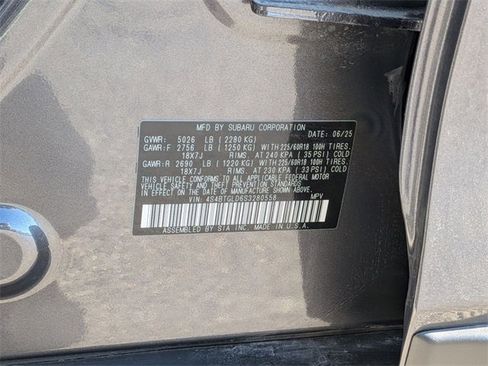 MFD BY SUBARU CORPORATION DATE: 06/25
GVWR: 5026 LB ( 2280 KG)
GAWR:F 2756 LB ( 1250 KG) WITH 225/60R18 100H TIRES,
18X7J RIMS, AT 240 KPA ( 35 PSI) COLD
GAWR:R 2690 LB ( 1220 KG) WITH 225/60R18 100H TIRES,
18X7J RIMS, AT 230 KPA ( 33 PSI) COLD
THIS VEHICLE CONFORMS TO ALL APPLICABLE
FEDERAL MOTOR VEHICLE SAFETY STANDARDS
IN EFFECT ON THE
DATE OF MANUFACTURE SHOWN ABOVE.
VIN: 4S4BTGLD6S3280558 MPV
ASSEMBLED BY SIA INC. MADE IN U.S.A.